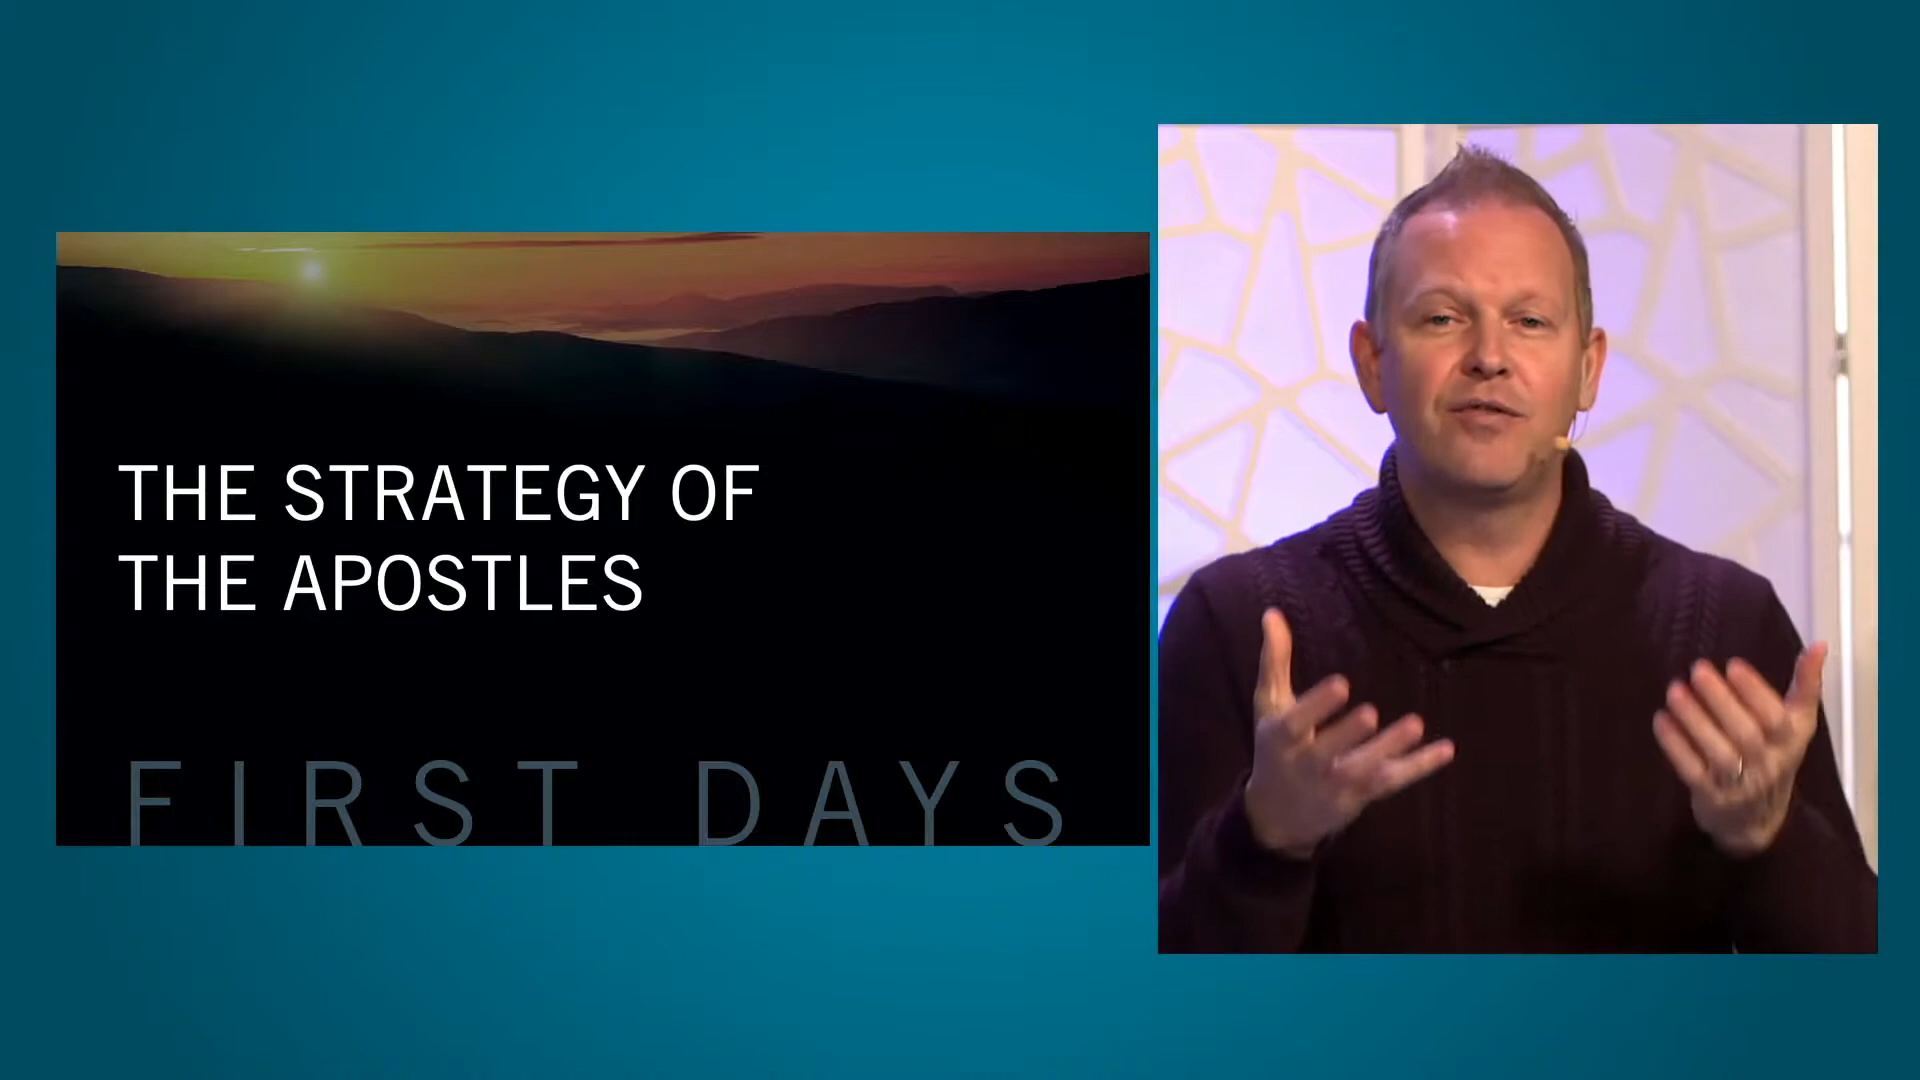 THE STRATEGY OF
THE APOSTLES
FIRST DAYS